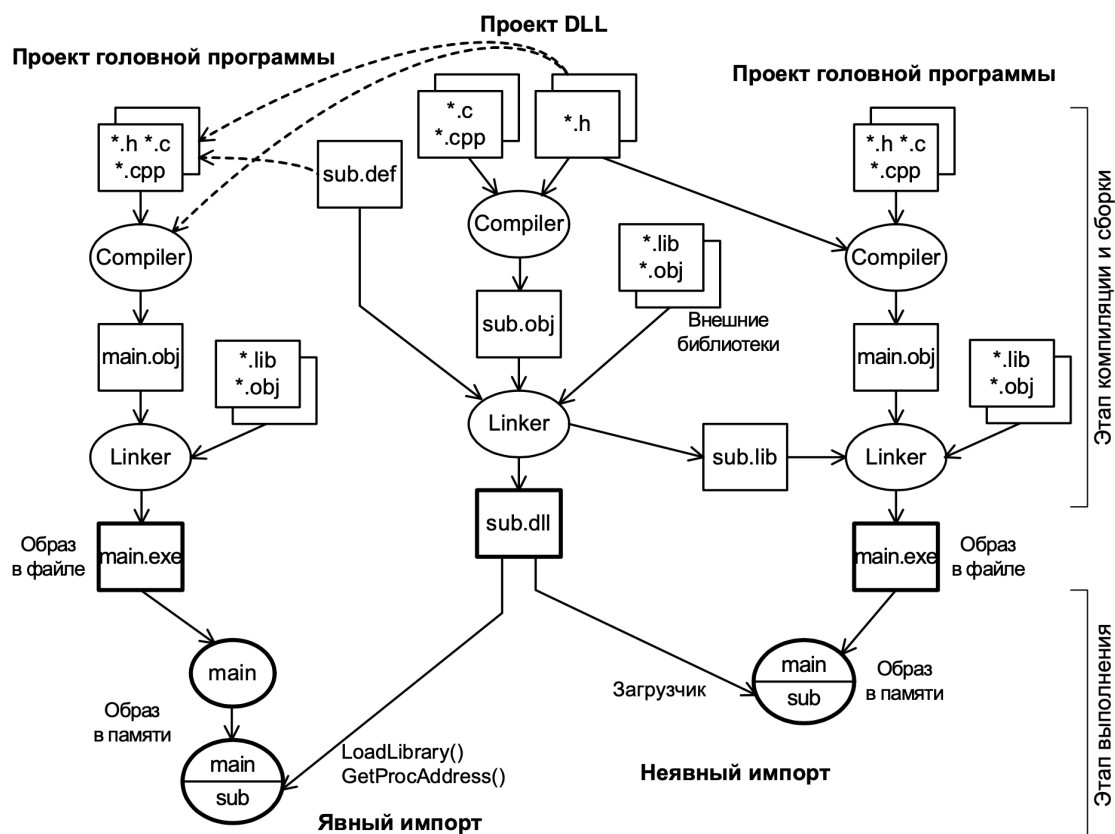 Проект DLL
Проект головной программы
Проект головной программы
*.h *.c
*.cpp
sub.def
*.c
*.cpp
*.h
*.h *.c
*.cpp
Compiler
Compiler
Compiler
*.lib
*.obj
Внешние
библиотеки
main.obj
sub.obj
main.obj
*.lib
*.obj
*.lib
*.obj
Linker
Linker
sub.lib
Linker
Этап компиляции и сборки
Образ
в файле
main.exe
sub.dll
main.exe
Образ
в файле
main
Образ
в памяти
main
sub
LoadLibrary()
GetProcAddress()
Явный импорт
Загрузчик
main
sub
Образ
в памяти
Неявный импорт
Этап выполнения